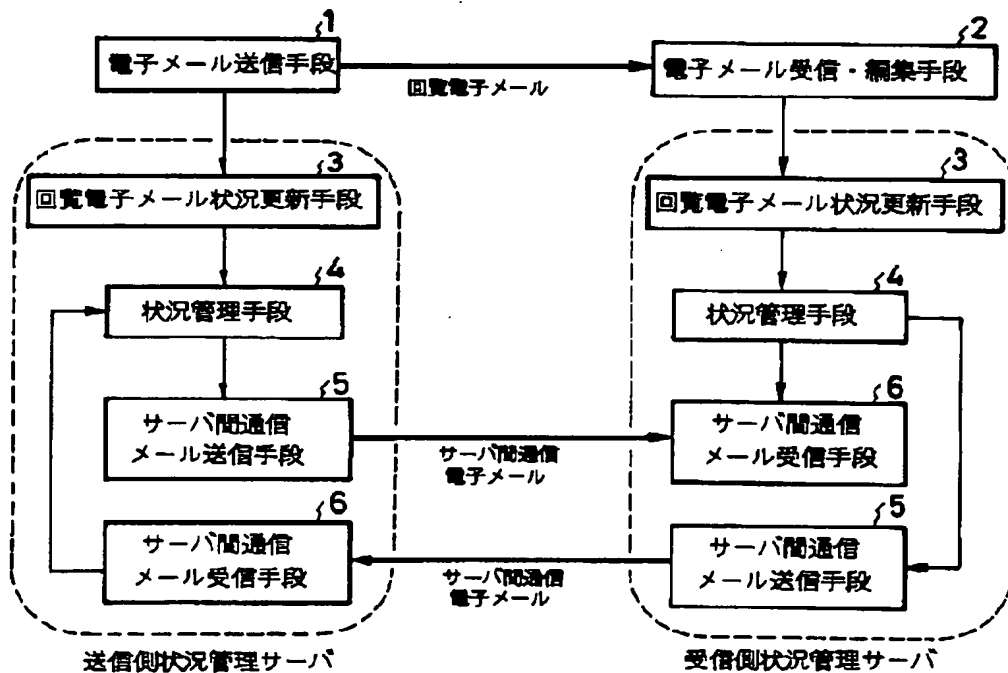 1
電子メール送信手段
2
電子メール受信・編集手段
回覧電子メール
3
回覧電子メール状況更新手段
3
回覧電子メール状況更新手段
4
状況管理手段
4
状況管理手段
5
サーバ間通信
メール送信手段
6
サーバ間通信
メール受信手段
サーバ間通信
電子メール
6
サーバ間通信
メール受信手段
5
サーバ間通信
メール送信手段
サーバ間通信
電子メール
送信側状況管理サーバ
受信側状況管理サーバ